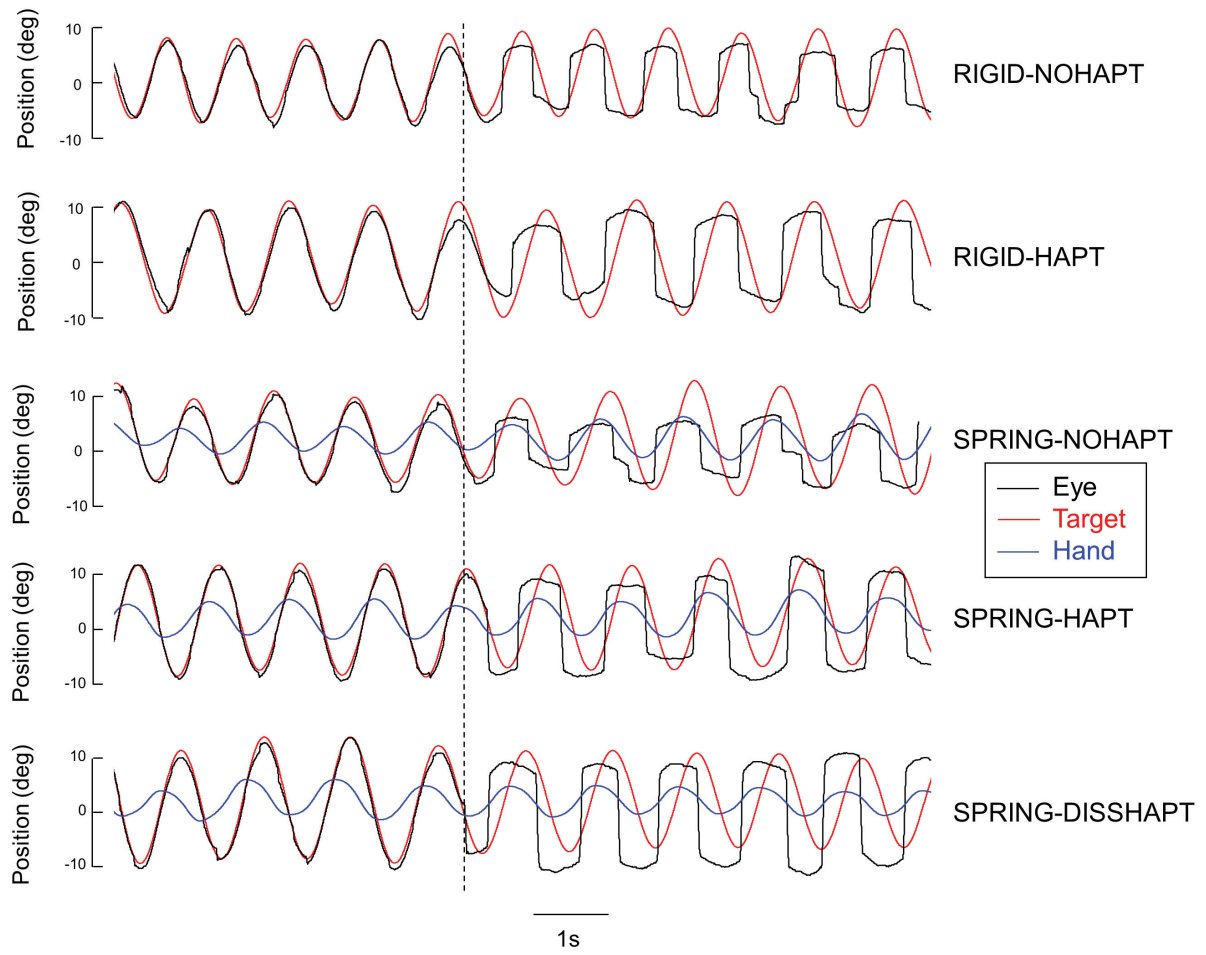 Position (deg)
10
0
-10
RIGID-NOHAPT
Position (deg)
10
0
-10
RIGID-HAPT
Position (deg)
10
0
-10
SPRING-NOHAPT
Eye
Target
Hand
Position (deg)
10
0
-10
SPRING-HAPT
Position (deg)
10
0
-10
SPRING-DISSHAPT
1s